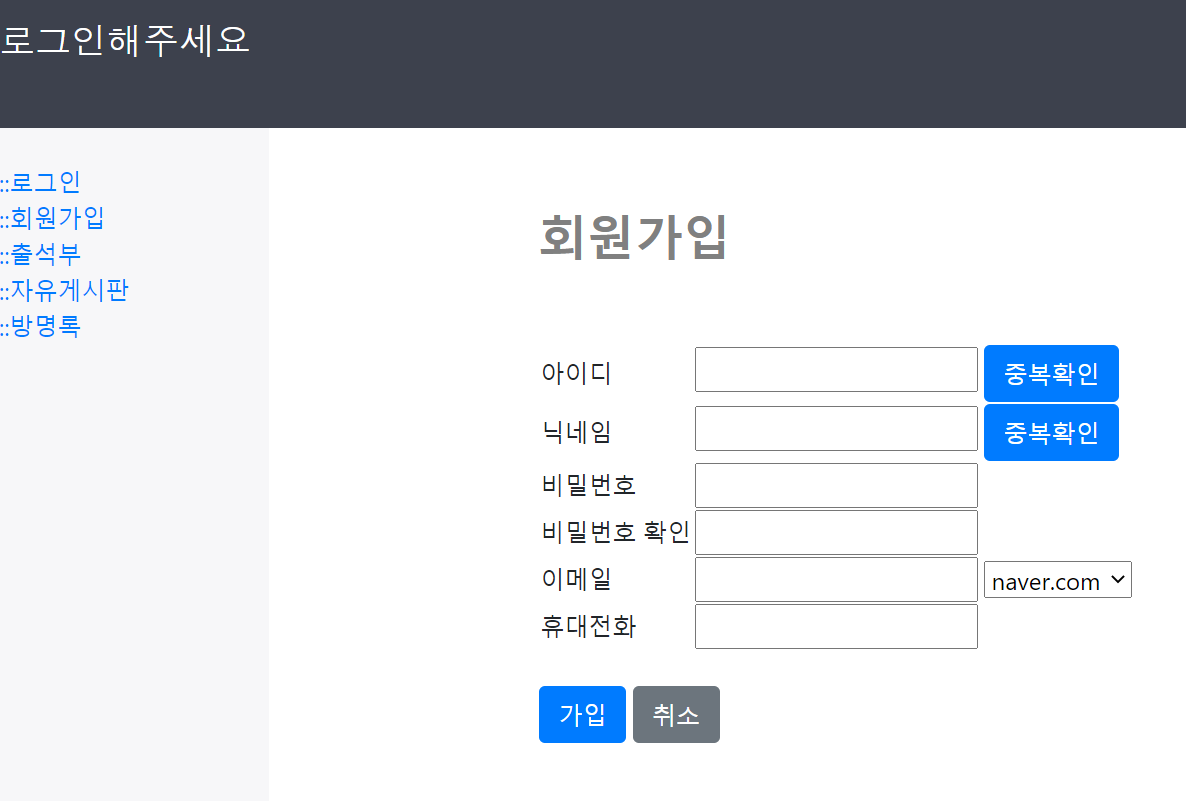 로그인해주세요
::로그인
::회원가입
::출석부
::자유게시판
::방명록
회원가입
아이디 중복확인
닉네임 중복확인
비밀번호
비밀번호 확인
이메일 naver.com
휴대전화
가입 취소